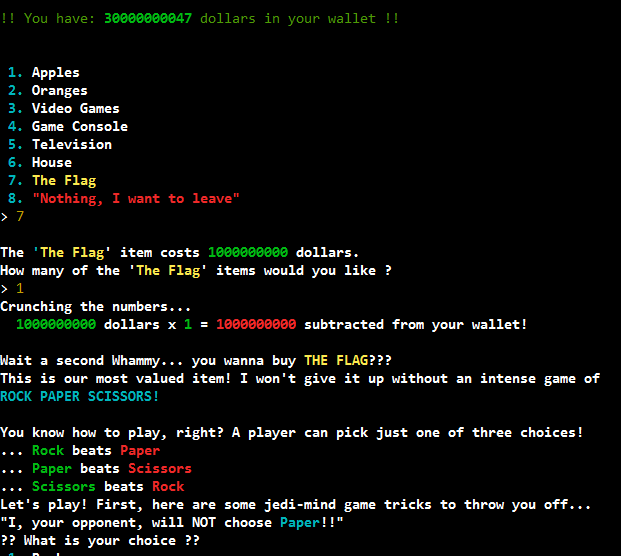 !! You have: 30000000047 dollars in your wallet !!
1. Apples
2. Oranges
3. Video Games
4. Game Console
5. Television
6. House
7. The Flag
8. "Nothing, I want to leave"
> 7
The 'The Flag' item costs 1000000000 dollars.
How many of the 'The Flag' items would you like ?
> 1
Crunching the numbers...
1000000000 dollars x 1 = 1000000000 subtracted from your wallet!
Wait a second Whammy... you wanna buy THE FLAG???
This is our most valued item! I won't give it up without an intense game of
ROCK PAPER SCISSORS!
You know how to play, right? A player can pick just one of three choices!
... Rock beats Paper
... Paper beats Scissors
... Scissors beats Rock
Let's play! First, here are some jedi-mind game tricks to throw you off...
"I, your opponent, will NOT choose Paper!!"
?? What is your choice ??